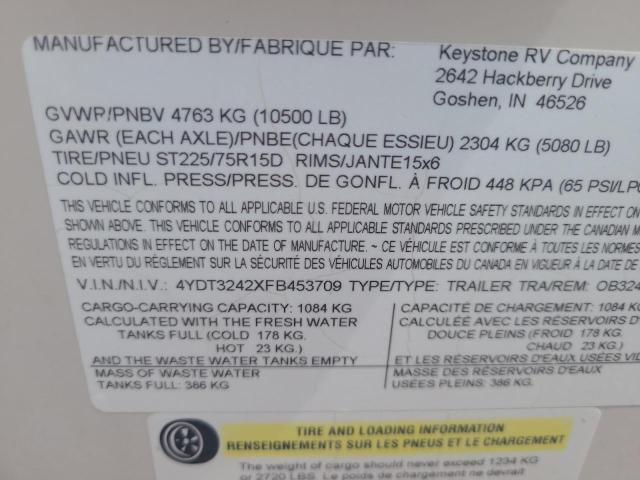 MANUFACTURED BY/FABRIQUE PAR: Keystone RV Company
2642 Hackberry Drive
Goshen, IN 46526
GVWP/PNBV 4763 KG (10500 LB)
GAWR (EACH AXLE)/PNBE(CHAQUE ESSIEU) 2304 KG (5080 LB)
TIRE/PNEU ST225/75R15D RIMS/JANTE15x6
COLD INFL. PRESS/PRESS. DE GONFL. À FROID 448 KPA (65 PSI/LPC
THIS VEHICLE CONFORMS TO ALL APPLICABLE U.S. FEDERAL MOTOR VEHICLE SAFETY STANDARDS IN EFFECT ON
SHOWN ABOVE. THIS VEHICLE CONFORMS TO ALL APPLICABLE STANDARDS PRESCRIBED UNDER THE CANADIAN M
REGULATIONS IN EFFECT ON THE DATE OF MANUFACTURE. ~ CE VÉHICULE EST CONFORME À TOUTES LES NORMES
EN VERTU DU RÈGLEMENT SUR LA SÉCURITÉ DES VÉHICULES AUTOMOBILES DU CANADA EN VIGUEUR À LA DATE DE
V.I.N./N.I.V.: 4YDT3242XFB453709 TYPE/TYPE: TRAILER TRA/REM: OB324
CARGO-CARRYING CAPACITY: 1084 KG
CALCULATED WITH THE FRESH WATER
TANKS FULL (COLD 178 KG.)
HOT 23 KG.)
AND THE WASTE WATER TANKS EMPTY
MASS OF WASTE WATER
TANKS FULL: 386 KG
CAPACITÉ DE CHARGEMENT: 1084 K
CALCULÉE AVEC LES RÉSERVOIRS D'
DOUCE PLEINS (FROID 178 KG.)
CHAUD 23 KG.)
ET LES RÉSERVOIRS D'EAUX USÉES VID
MASSE DES RÉSERVOIRS D'EAUX
USÉES PLEINS: 386 KG
TIRE AND LOADING INFORMATION
RENSEIGNEMENTS SUR LES PNEUS ET LE CHARGEMENT
The weight of cargo should never exceed 1234 KG
or 2720 LBS. Le poids de chargement ne devrait